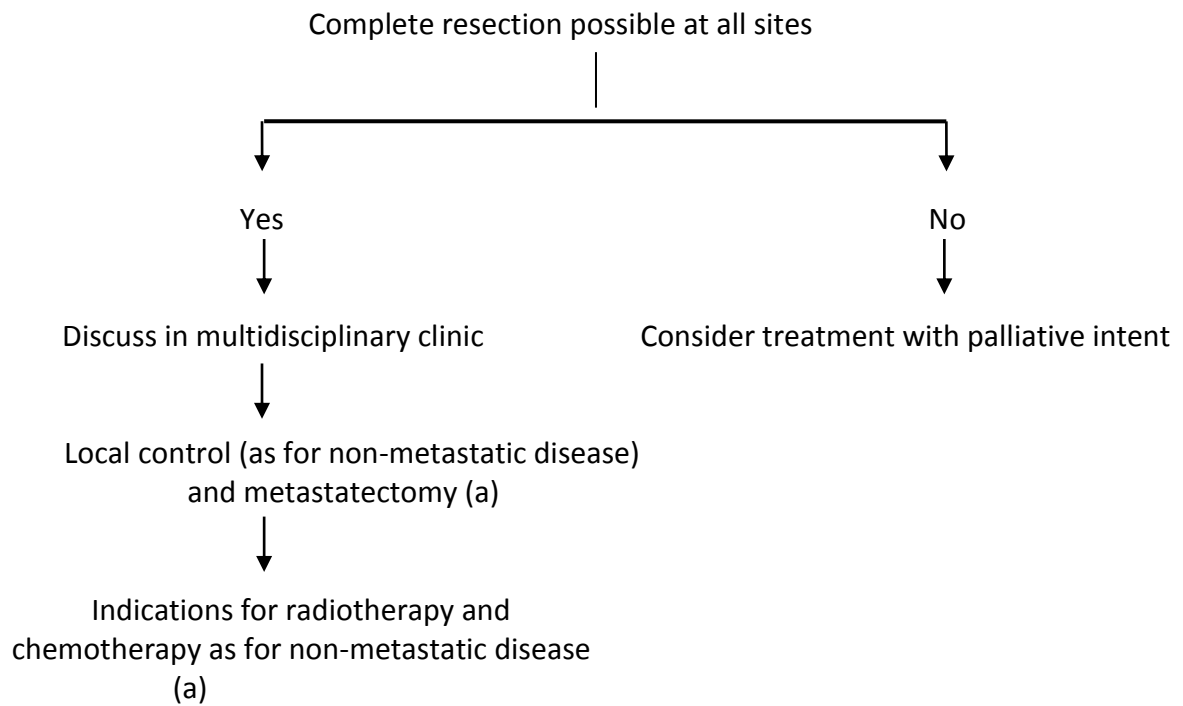 Complete resection possible at all sites
Yes
No
Discuss in multidisciplinary clinic
Consider treatment with palliative intent
Local control (as for non-metastatic disease)
and metastatectomy (a)
Indications for radiotherapy and
chemotherapy as for non-metastatic disease
(a)